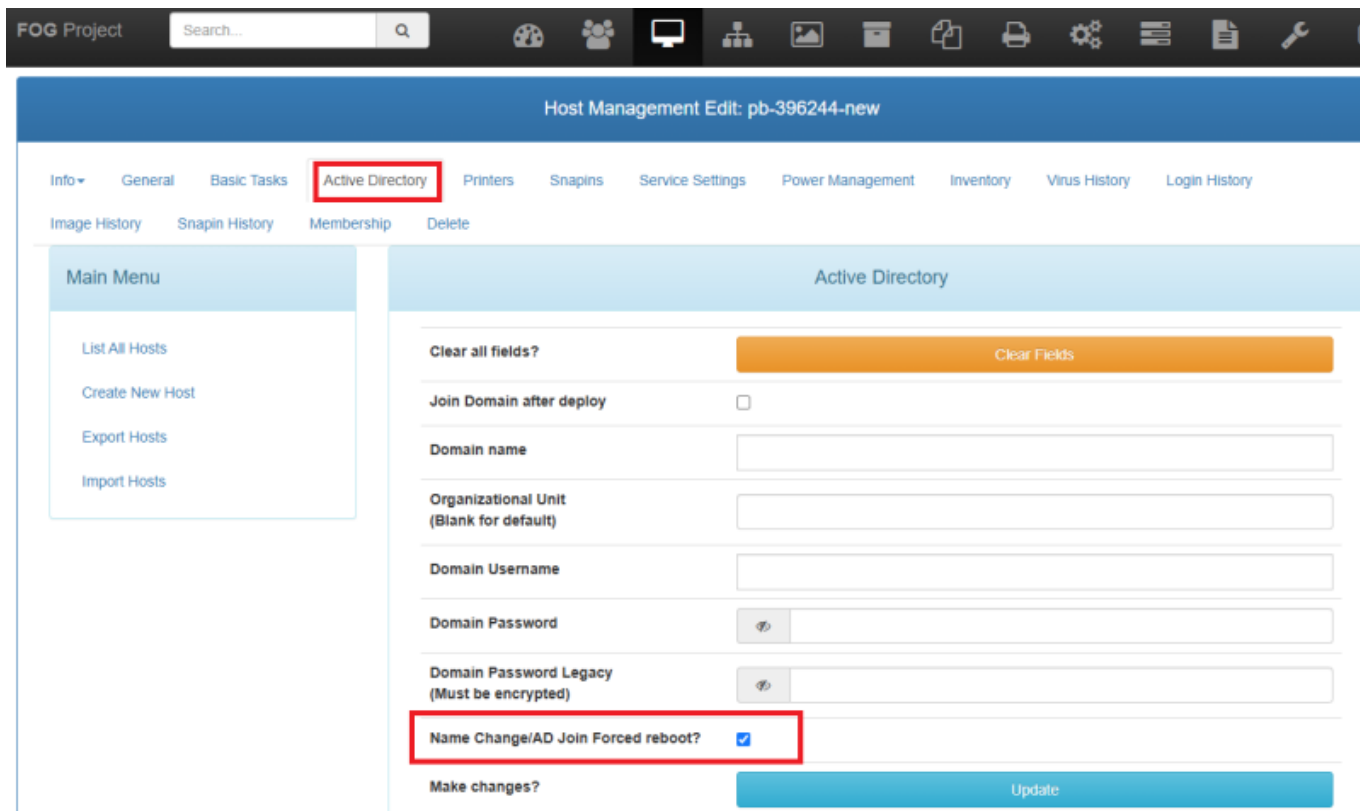 FOG Project
Search...
Host Management Edit: pb-396244-new
Info General Basic Tasks Active Directory Printers Snapins Service Settings Power Management Inventory Virus History Login History
Image History Snapin History Membership Delete
Main Menu
List All Hosts
Create New Host
Export Hosts
Import Hosts
Active Directory
Clear all fields?
Clear Fields
Join Domain after deploy
Domain name
Organizational Unit
(Blank for default)
Domain Username
Domain Password
Domain Password Legacy
(Must be encrypted)
Name Change/AD Join Forced reboot?
Make changes?
Update